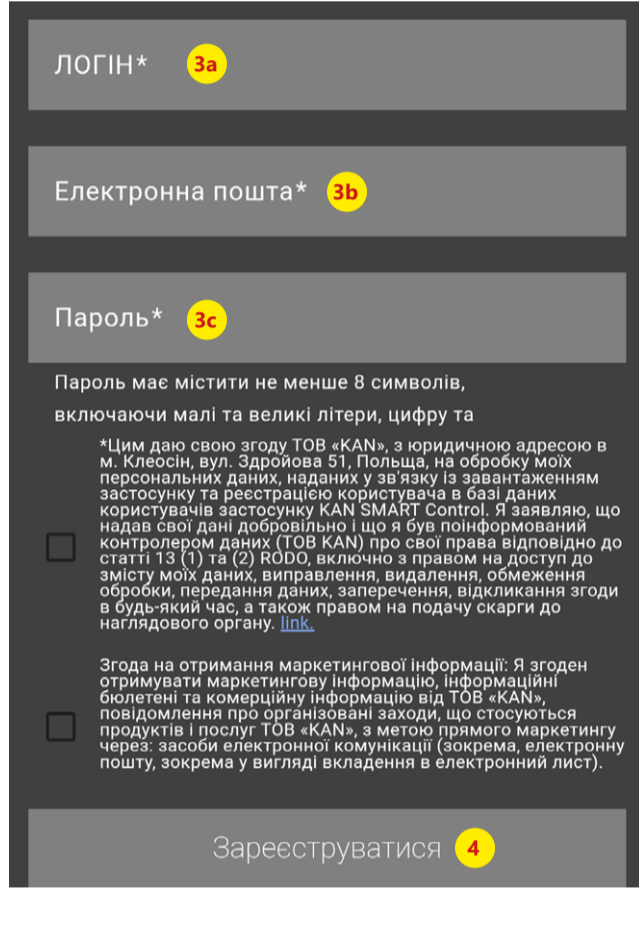 ЛОГІН* 3a
Електронна пошта* 3b
Пароль* 3c
Пароль має містити не менше 8 символів,
включаючи малі та великі літери, цифру та
*Цим даю свою згоду ТОВ «KAN», з юридичною адресою в
м. Клеосін, вул. Здройова 51, Польща, на обробку моїх
персональних даних, наданих у зв'язку із завантаженням
застосунку та реєстрацією користувача в базі даних
користувачів застосунку KAN SMART Control. Я заявляю, що
надав свої дані добровільно і що я був поінформований
контролером даних (ТОВ KAN) про свої права відповідно до
статті 13 (1) та (2) RODO, включно з правом на доступ до
змісту моїх даних, виправлення, видалення, обмеження
обробки, передання даних, заперечення, відкликання згоди
в будь-який час, а також правом на подачу скарги до
наглядового органу. link.
Згода на отримання маркетингової інформації: Я згоден
отримувати маркетингову інформацію, інформаційні
бюлетені та комерційну інформацію від ТОВ «KAN»,
повідомлення про організовані заходи, що стосуються
продуктів і послуг ТОВ «KAN», з метою прямого маркетингу
через: засоби електронної комунікації (зокрема, електронну
пошту, зокрема у вигляді вкладення в електронний лист).
Зареєструватися 4